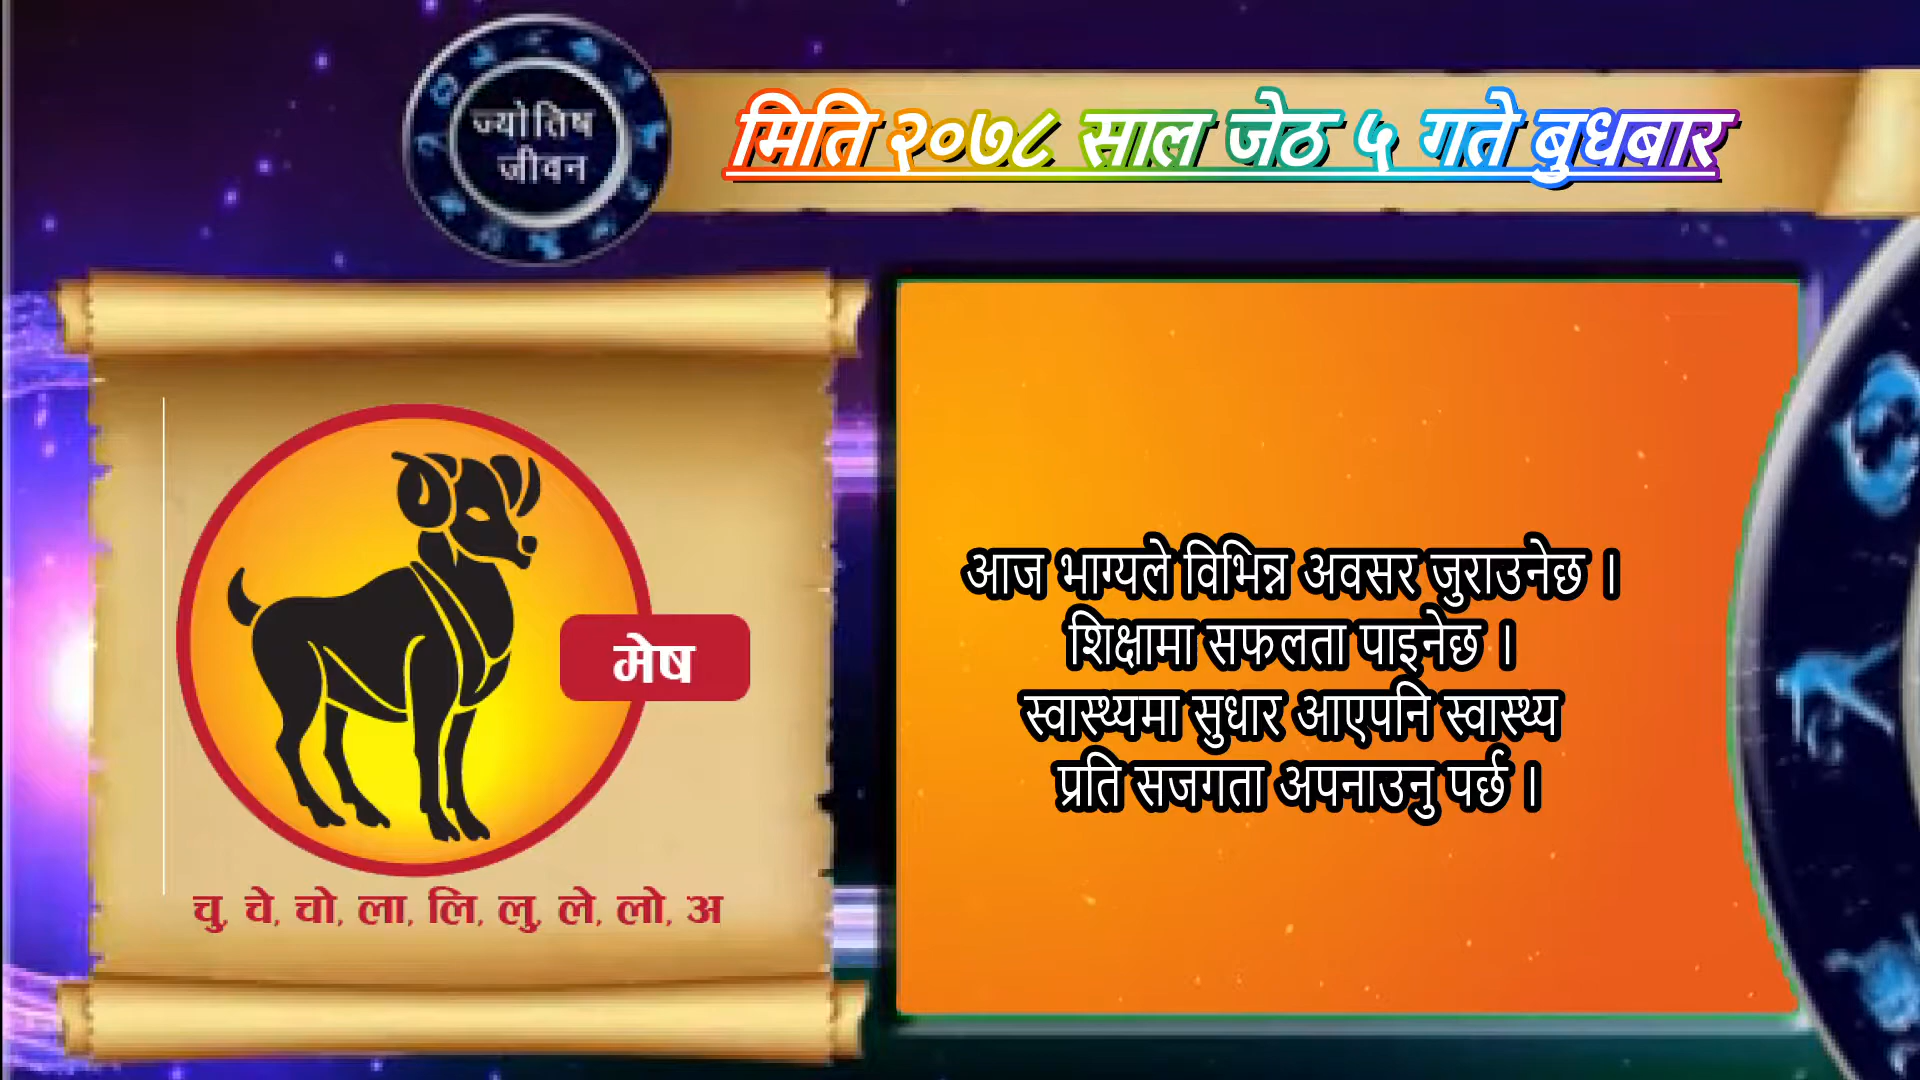 ज्योतिष
जीवन
मिति २०७८ साल जेठ ५ गते बुधबार
मेष
चु, चे, चो, ला, लि, लु, ले, लो, अ
आज भाग्यले विभिन्न अवसर जुराउनेछ ।
शिक्षामा सफलता पाइनेछ ।
स्वास्थ्यमा सुधार आएपनि स्वास्थ्य
प्रति सजगता अपनाउनु पर्छ ।